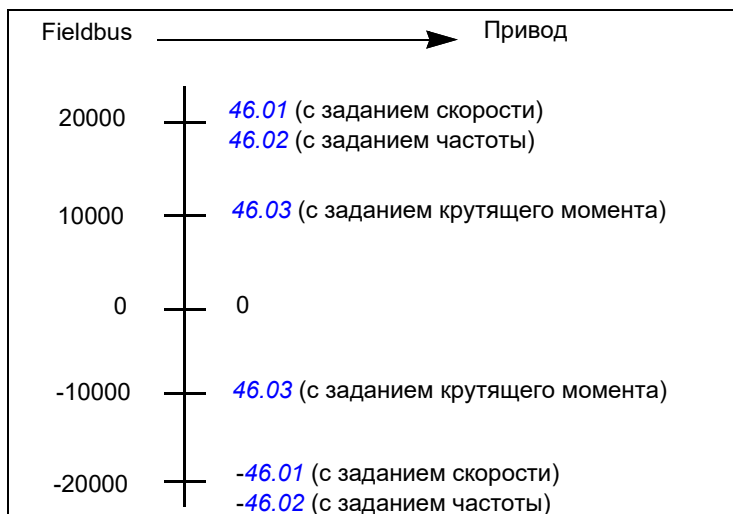 Fieldbus Привод
20000 46.01 (с заданием скорости)
46.02 (с заданием частоты)
10000 46.03 (с заданием крутящего момента)
0 0
-10000 46.03 (с заданием крутящего момента)
-20000 -46.01 (с заданием скорости)
-46.02 (с заданием частоты)